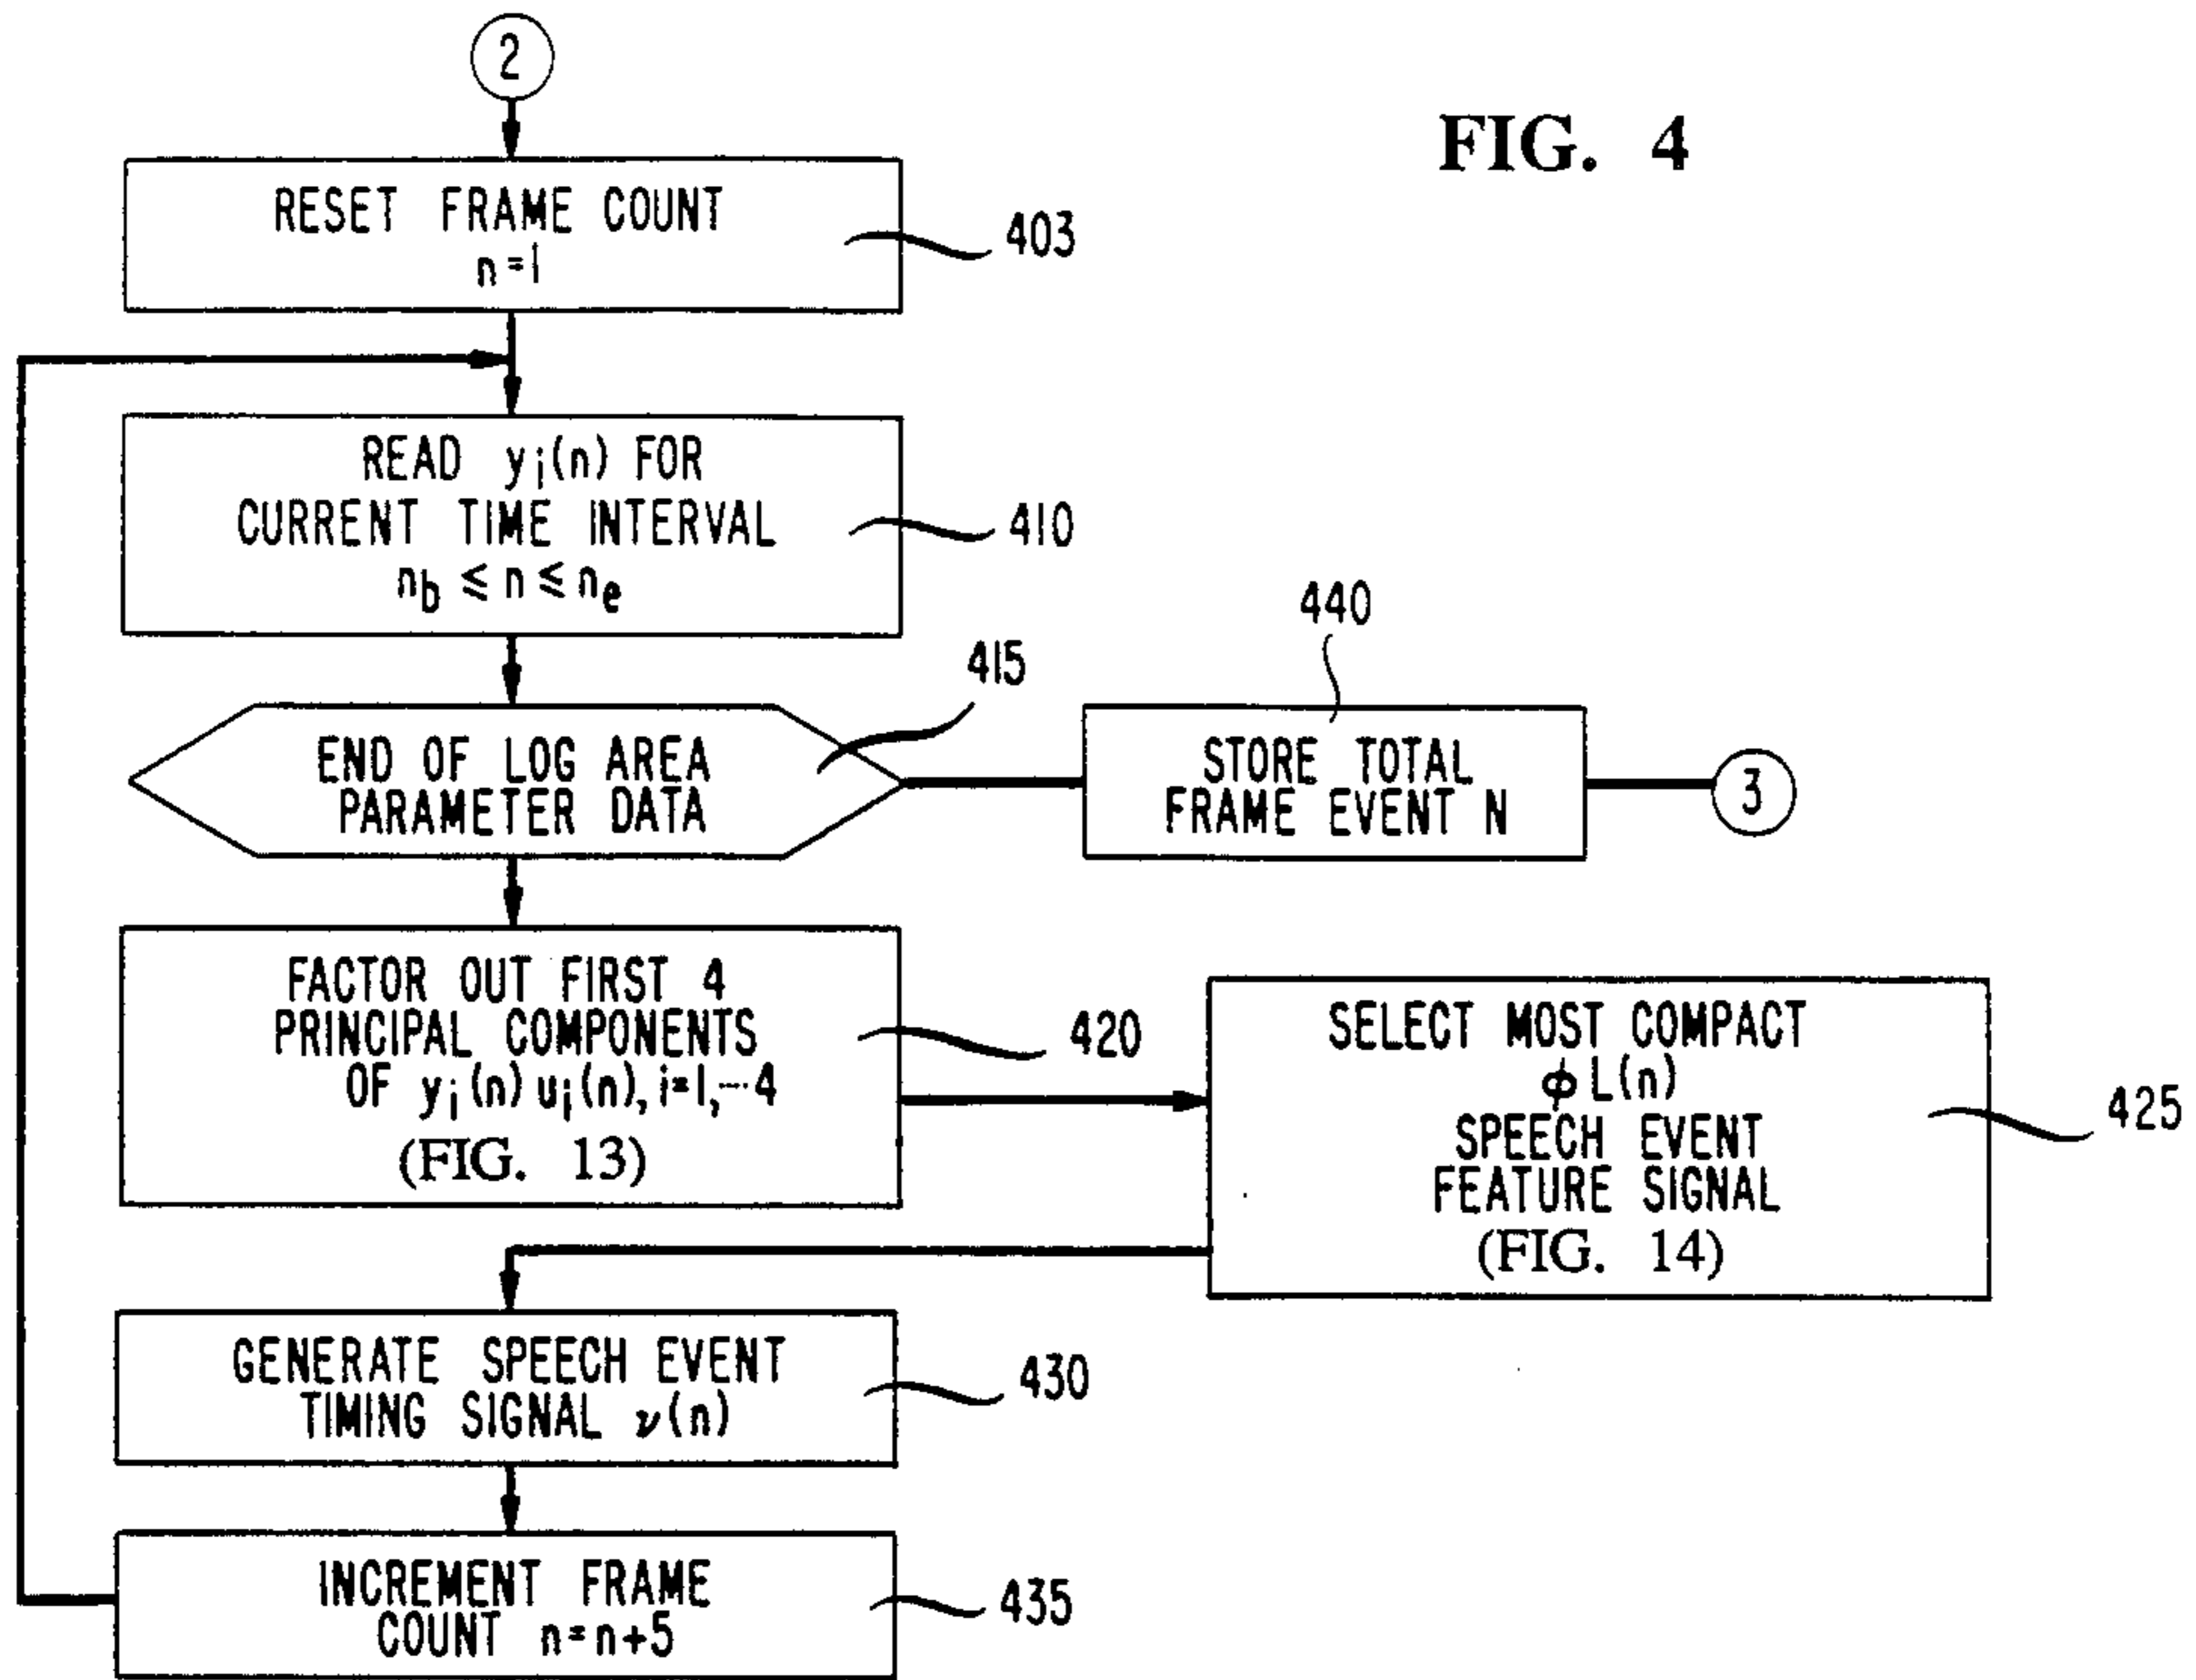 2
FIG. 4
RESET FRAME COUNT
n=1
403
READ yi(n) FOR
CURRENT TIME INTERVAL
nb ≤ n ≤ ne
410
415
440
END OF LOG AREA
PARAMETER DATA
STORE TOTAL
FRAME EVENT N
3
FACTOR OUT FIRST 4
PRINCIPAL COMPONENTS
OF yi(n) ui(n), i=1,---4
(FIG. 13)
420
SELECT MOST COMPACT
ϕL(n)
SPEECH EVENT
FEATURE SIGNAL
(FIG. 14)
425
GENERATE SPEECH EVENT
TIMING SIGNAL ν(n)
430
INCREMENT FRAME
COUNT n=n+5
435